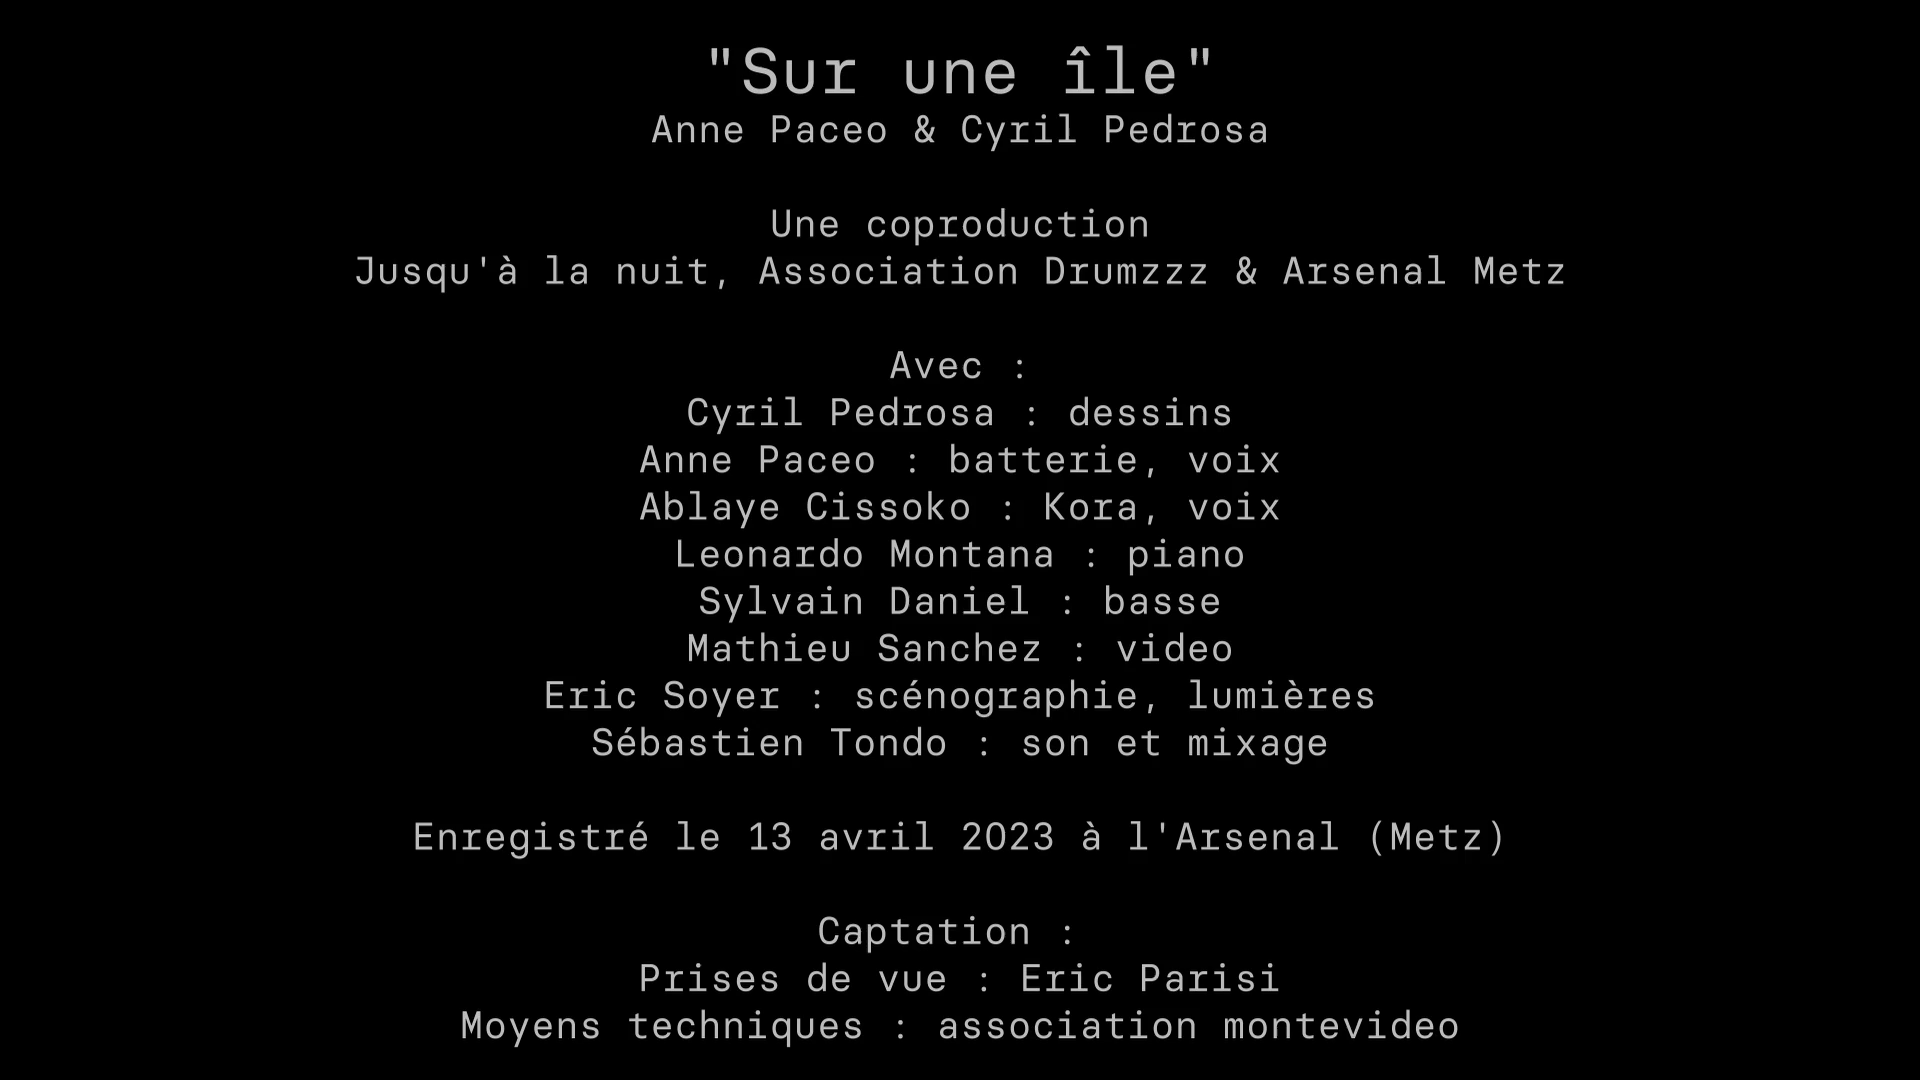 "Sur une île"
Anne Paceo & Cyril Pedrosa
Une coproduction
Jusqu'à la nuit, Association Drumzzz & Arsenal Metz
Avec :
Cyril Pedrosa : dessins
Anne Paceo : batterie, voix
Ablaye Cissoko : Kora, voix
Leonardo Montana : piano
Sylvain Daniel : basse
Mathieu Sanchez : video
Eric Soyer : scénographie, lumières
Sébastien Tondo : son et mixage
Enregistré le 13 avril 2023 à l'Arsenal (Metz)
Captation :
Prises de vue : Eric Parisi
Moyens techniques : association montevideo